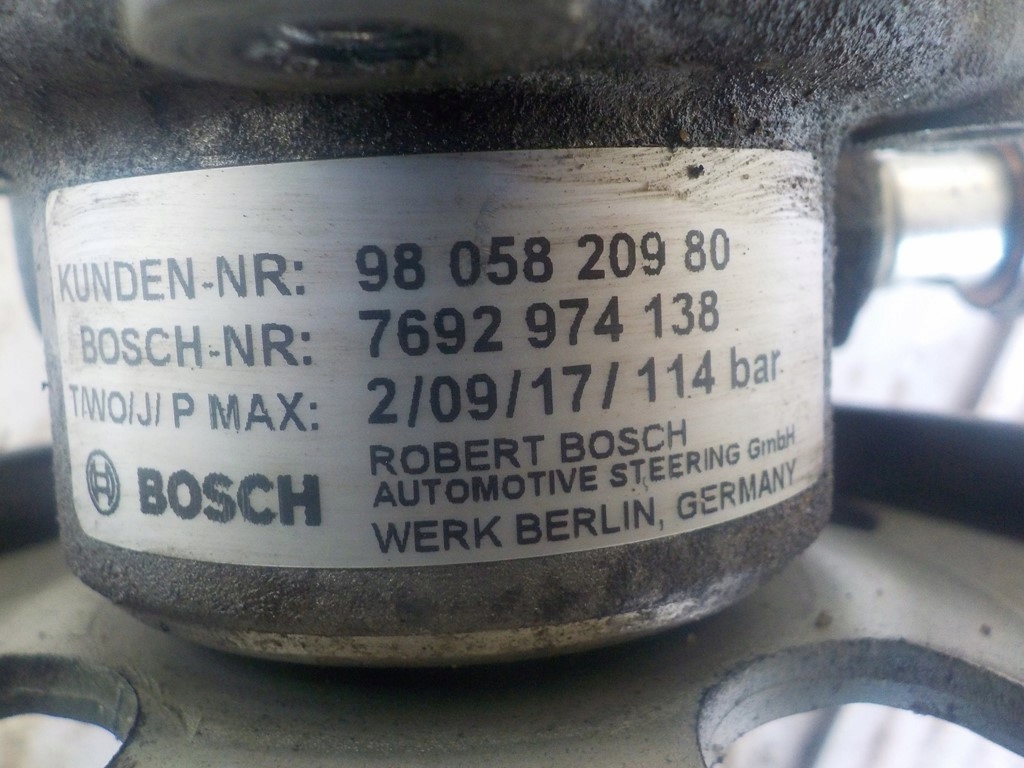 KUNDEN-NR: 98 058 209 80
BOSCH-NR: 7692 974 138
T/WO/J/ P MAX: 2/09/17/114 bar
BOSCH
ROBERT BOSCH
AUTOMOTIVE STEERING GmbH
WERK BERLIN, GERMANY